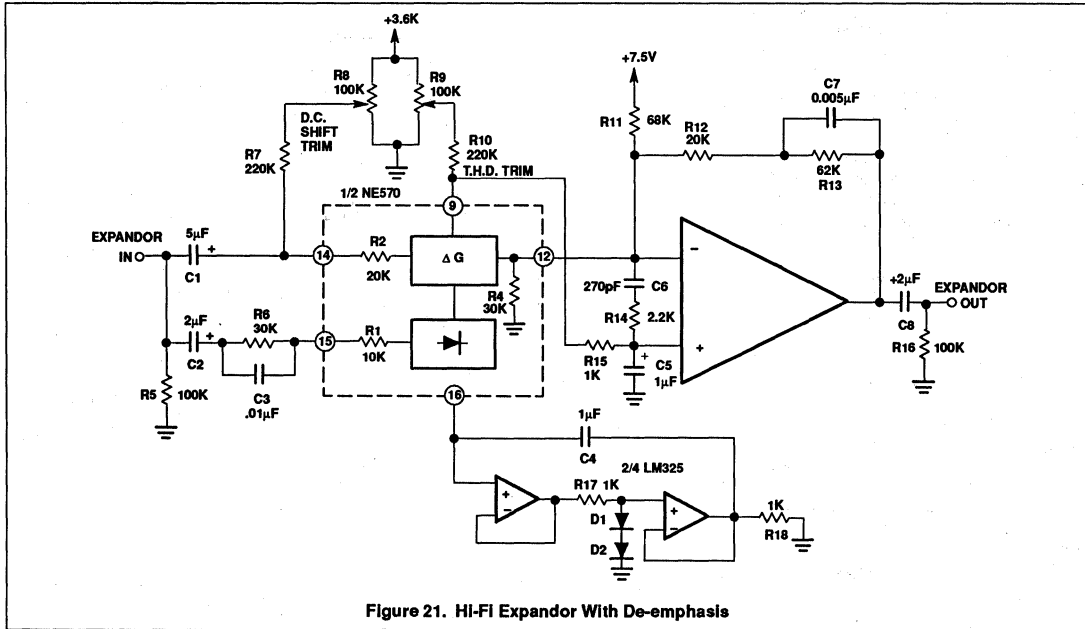 +3.6K
R8
100K
R9
100K
D.C.
SHIFT
TRIM
R7
220K
R10
220K
T.H.D. TRIM
+7.5V
R11
68K
R12
20K
C7
0.005µF
62K
R13
1/2 NE570
9
EXPANDOR
IN
5µF
+
C1
14
R2
20K
ΔG
12
R4
30K
270pF
C6
R14
2.2K
−
+
+2µF
C8
EXPANDOR
OUT
R16
100K
2µF
+
C2
R6
30K
C3
.01µF
R5
100K
15
R1
10K
R15
1K
+
C5
1µF
16
1µF
C4
2/4 LM325
+
−
R17 1K
D1
D2
+
−
1K
R18
Figure 21. Hi-Fi Expandor With De-emphasis